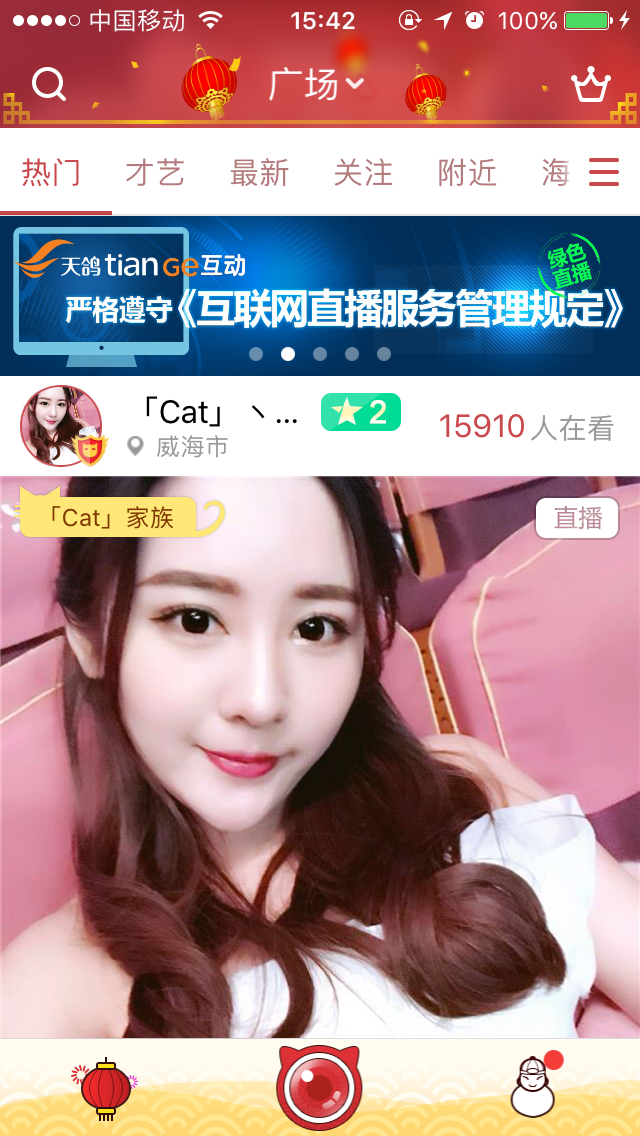 中国移动 15:42 100%
广场
热门 才艺 最新 关注 附近 海
天鸽 tian GE 互动
绿色
直播
严格遵守《互联网直播服务管理规定》
「Cat」丶... 2
15910 人在看
威海市
「Cat」家族
直播